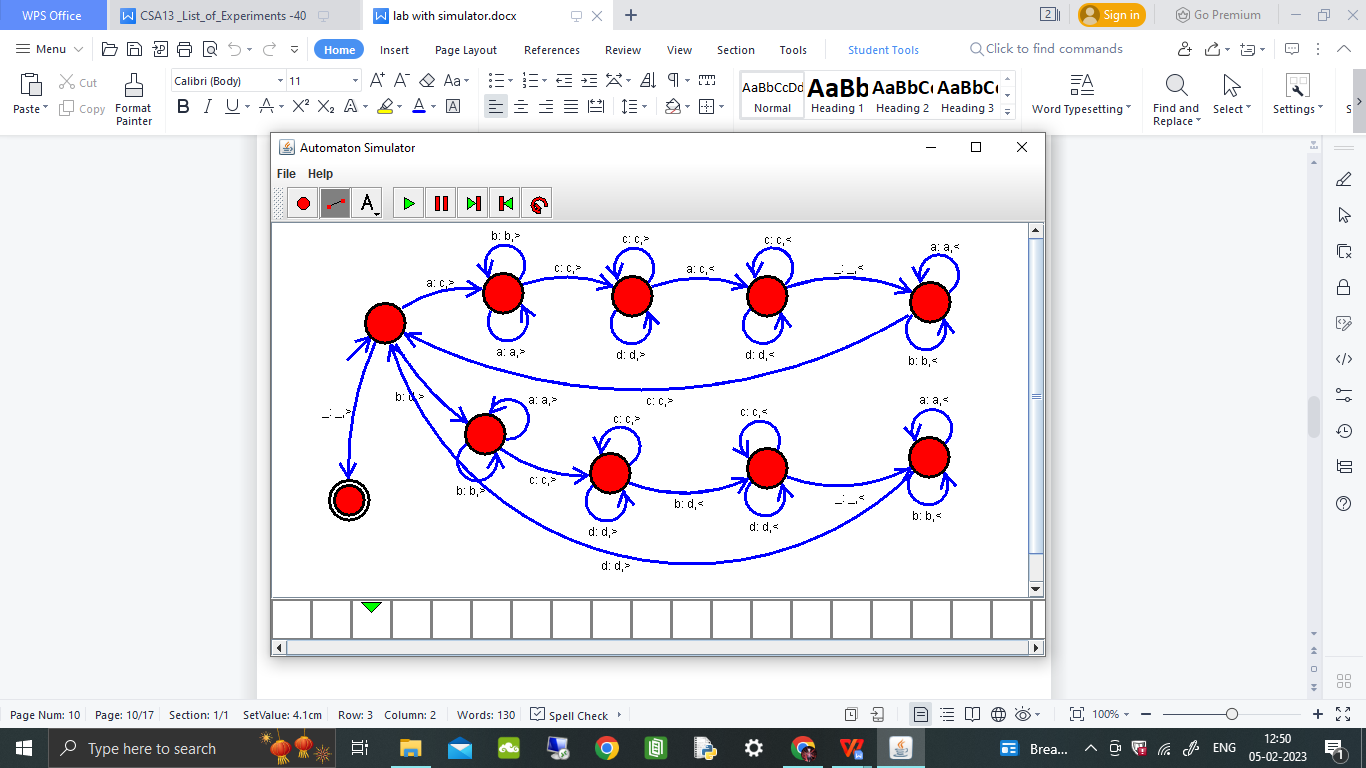 WPS Office CSA13 _List_of_Experiments -40 lab with simulator.docx + 2 Sign in Go Premium
Menu Home Insert Page Layout References Review View Section Tools Student Tools Click to find commands
Paste Cut Copy Format Painter Calibri (Body) 11 AaBbCcDd Normal AaBb Heading 1 AaBbC Heading 2 AaBbC Heading 3 Word Typesetting Find and Replace Select Settings S
Automaton Simulator
File Help
A
b: b,>
c: c,>
c: c,<
a: a,<
a: c,>
c: c,>
a: c,<
_: _,<
a: a,>
d: d,>
d: d,<
b: b,<
b: d,>
a: a,>
c: c,>
a: a,<
_: _,>
c: c,>
c: c,<
b: b,>
c: c,>
b: d,<
_: _,<
d: d,>
d: d,<
b: b,<
d: d,>
Page Num: 10 Page: 10/17 Section: 1/1 SetValue: 4.1cm Row: 3 Column: 2 Words: 130 Spell Check 100%
Type here to search Brea... ENG 12:50
05-02-2023 1